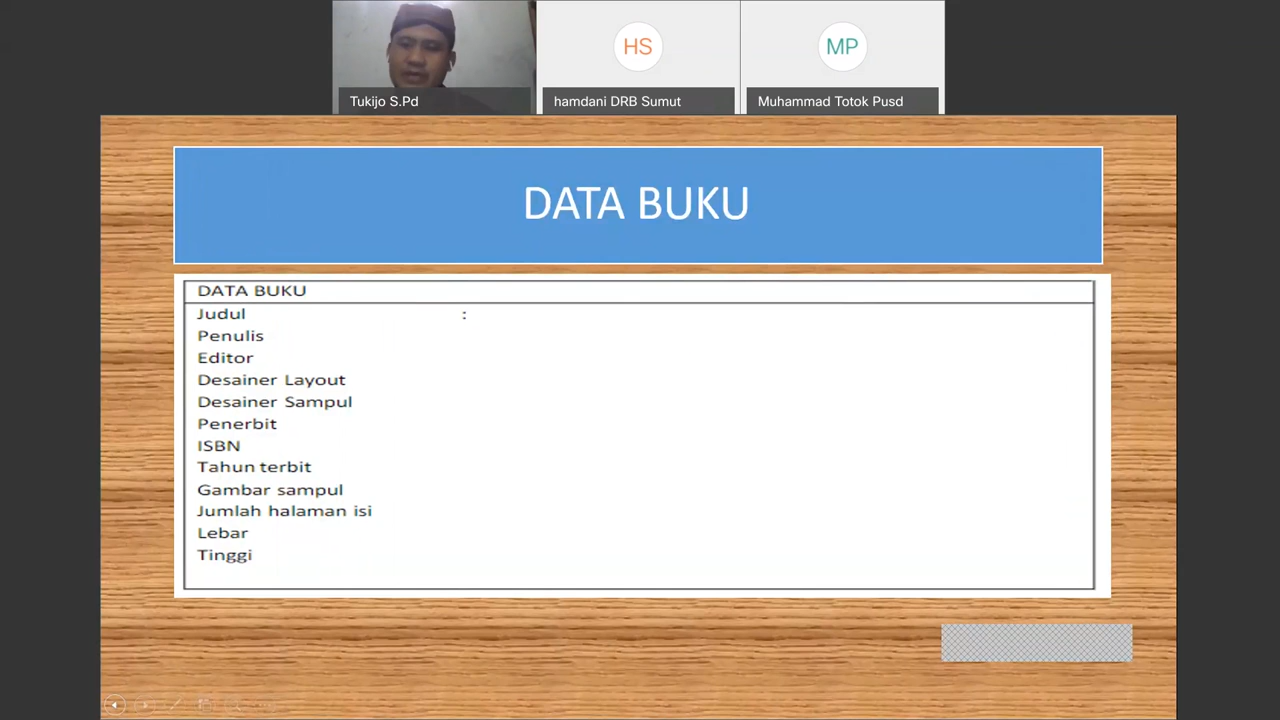 HS
MP
Tukijo S.Pd
hamdani DRB Sumut
Muhammad Totok Pusd
DATA BUKU
DATA BUKU
Judul :
Penulis
Editor
Desainer Layout
Desainer Sampul
Penerbit
ISBN
Tahun terbit
Gambar sampul
Jumlah halaman isi
Lebar
Tinggi